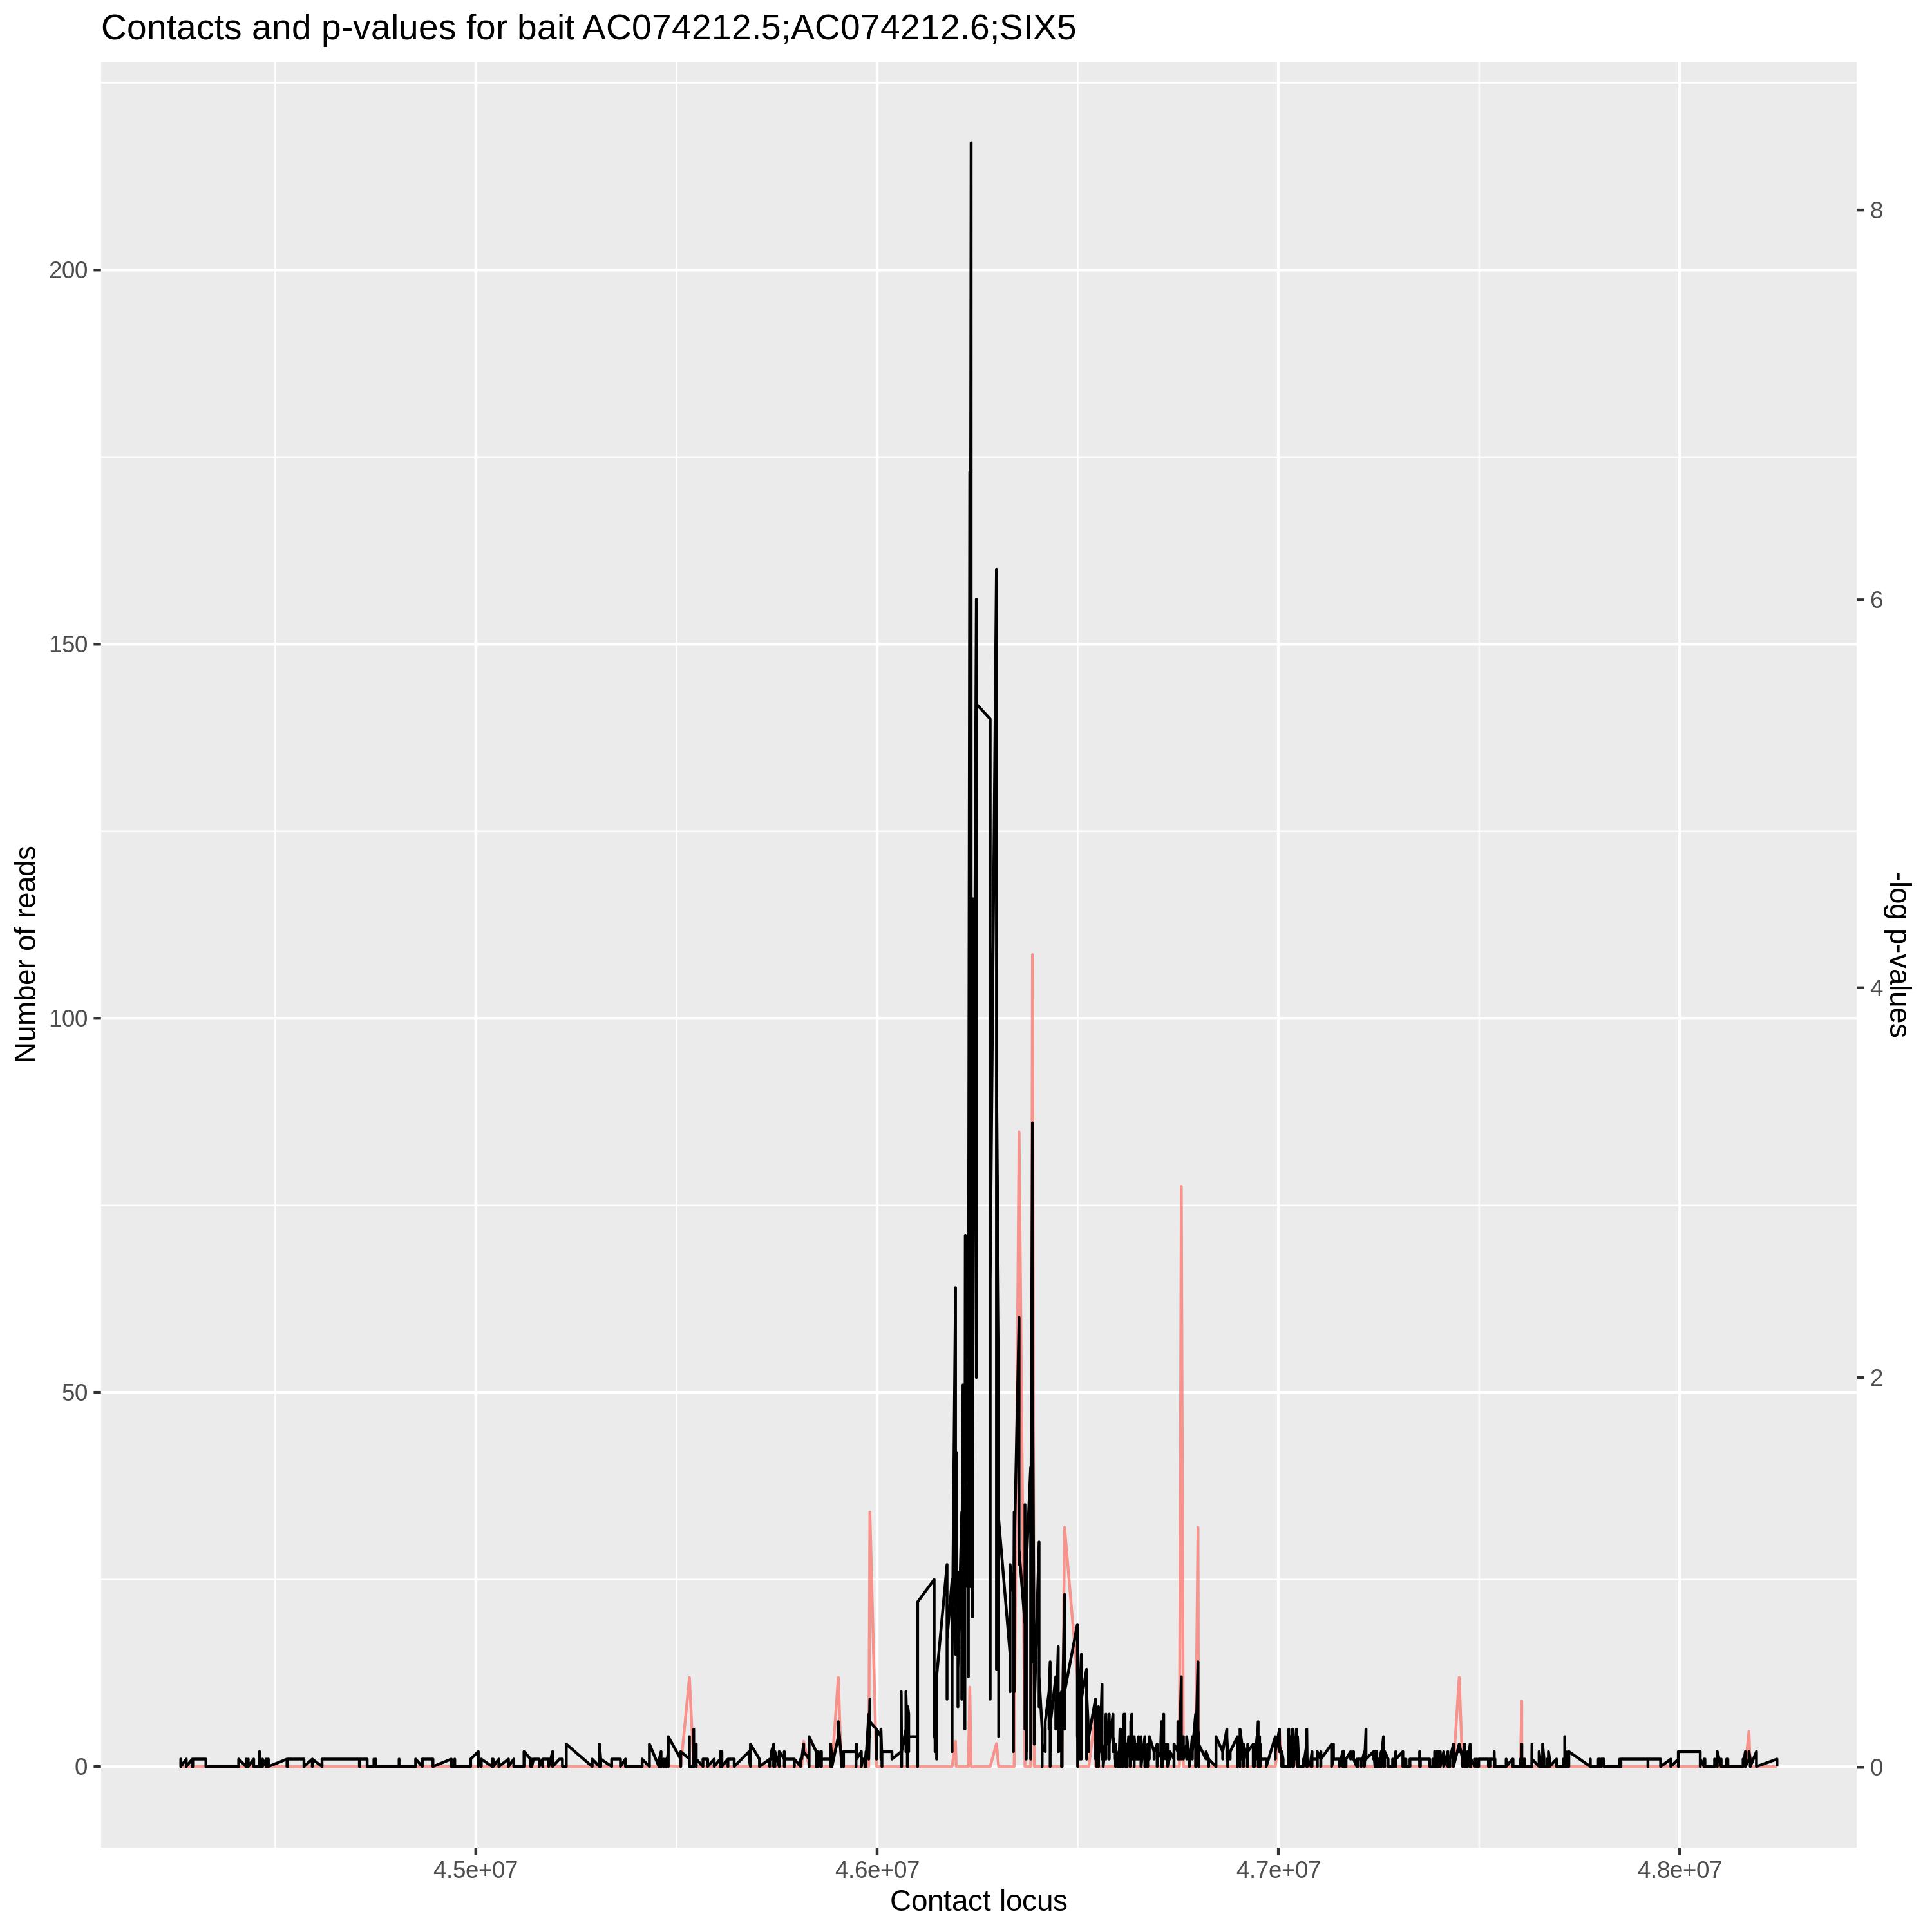 Contacts and p-values for bait AC074212.5;AC074212.6;SIX5
Number of reads
200
150
100
50
0
8
6
4
2
0
-log p-values
4.5e+07
4.6e+07
4.7e+07
4.8e+07
Contact locus